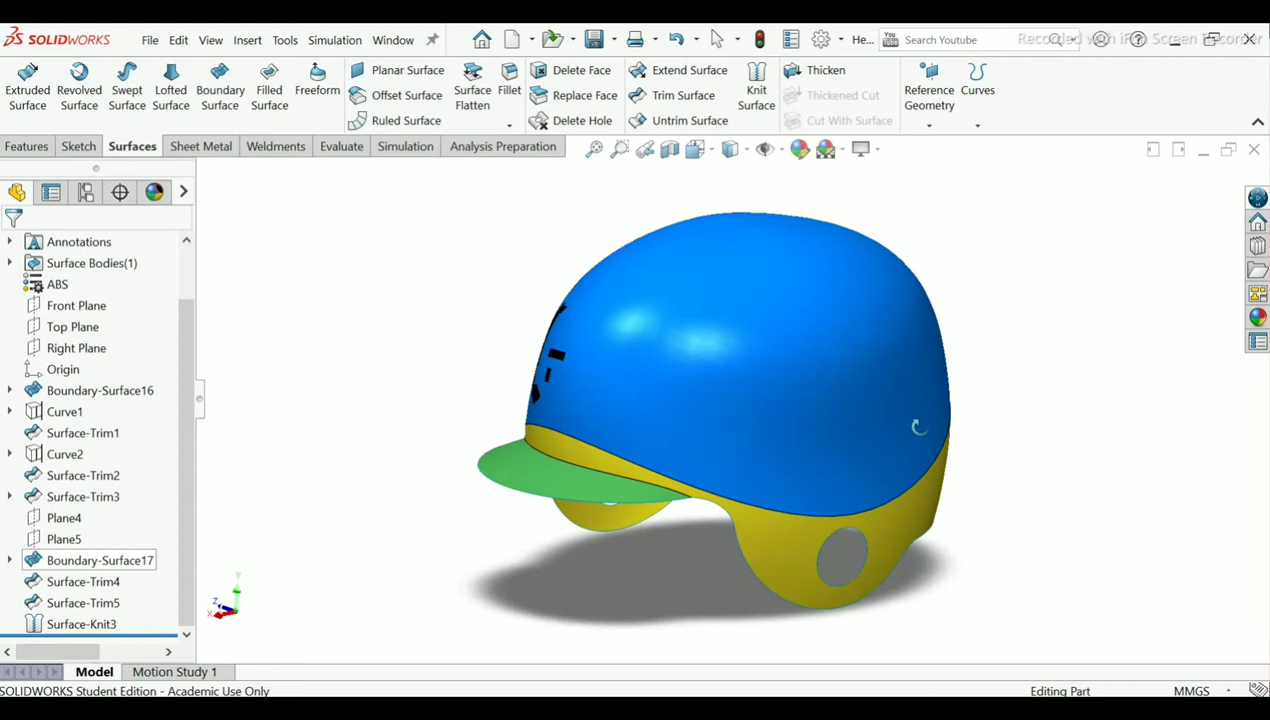 SOLIDWORKS File Edit View Insert Tools Simulation Window He... Search Youtube
Recorded with iFun Screen Recorder
Extruded Surface Revolved Surface Swept Surface Lofted Surface Boundary Surface Filled Surface Freeform
Planar Surface
Offset Surface
Ruled Surface
Surface Flatten Fillet
Delete Face
Replace Face
Delete Hole
Extend Surface
Trim Surface
Untrim Surface
Knit Surface
Thicken
Thickened Cut
Cut With Surface
Reference Geometry Curves
Features Sketch Surfaces Sheet Metal Weldments Evaluate Simulation Analysis Preparation
Annotations
Surface Bodies(1)
ABS
Front Plane
Top Plane
Right Plane
Origin
Boundary-Surface16
Curve1
Surface-Trim1
Curve2
Surface-Trim2
Surface-Trim3
Plane4
Plane5
Boundary-Surface17
Surface-Trim4
Surface-Trim5
Surface-Knit3
Y
Z
X
Model Motion Study 1
SOLIDWORKS Student Edition - Academic Use Only Editing Part MMGS